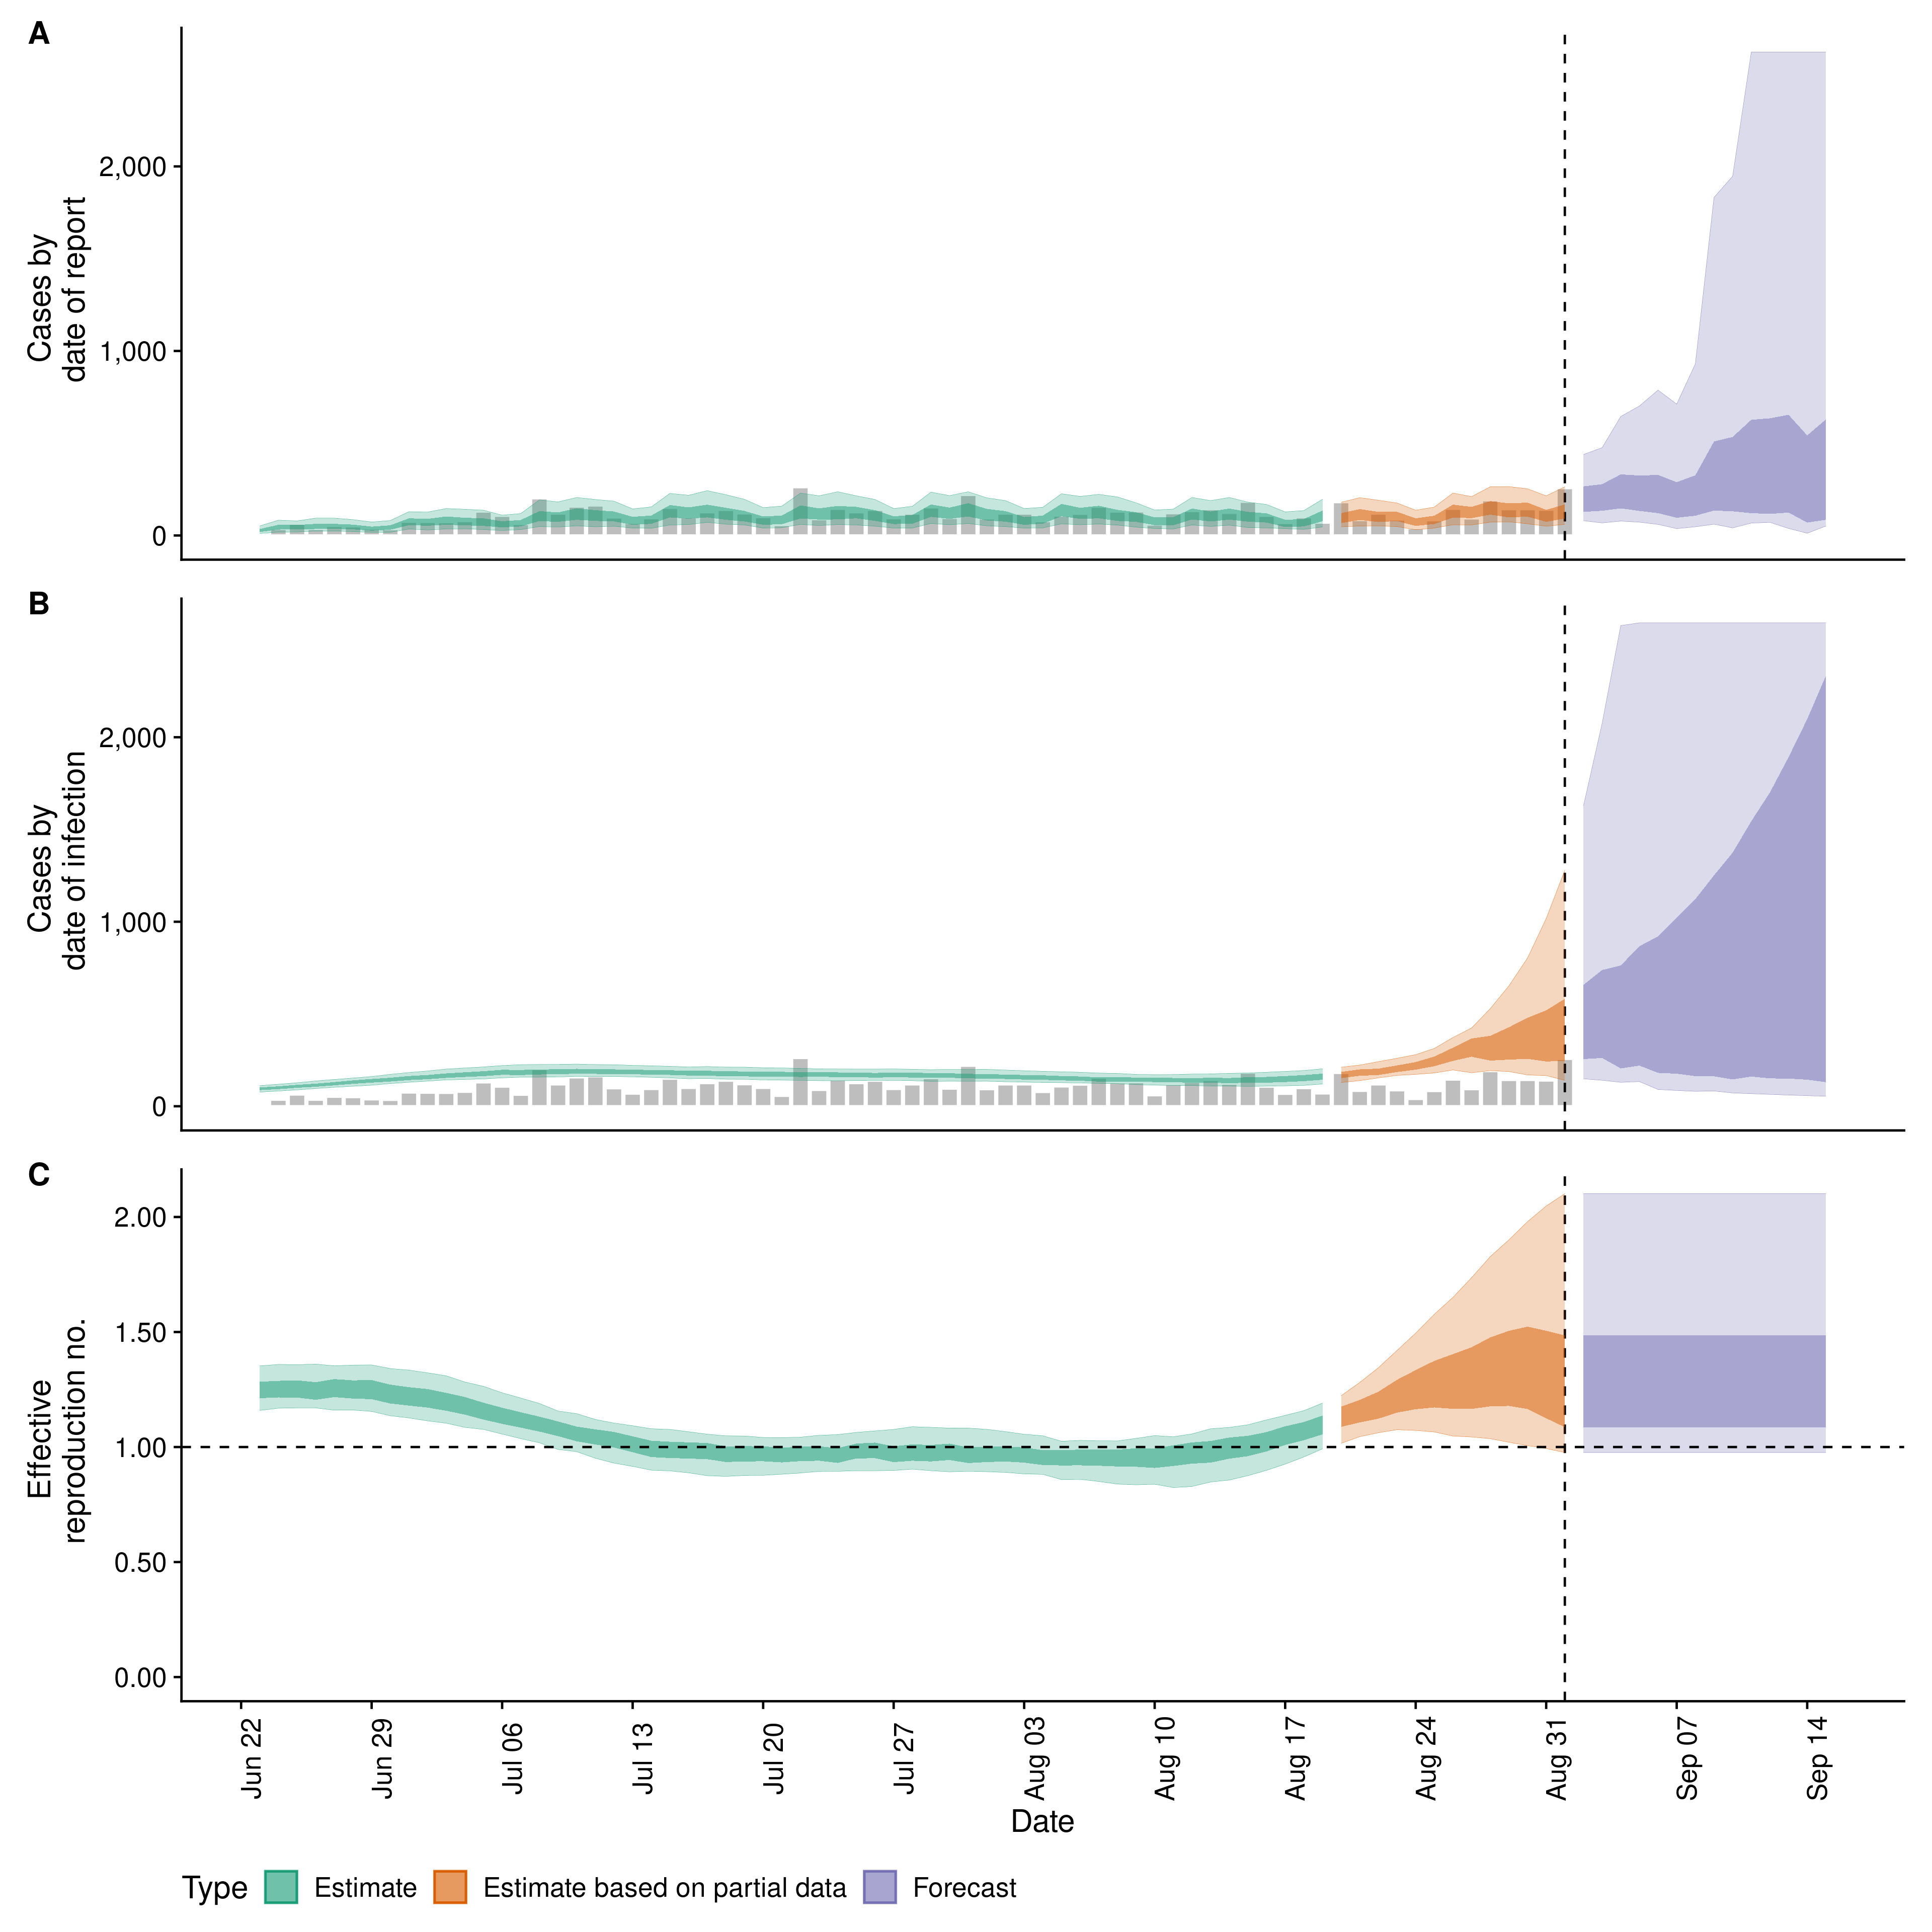 A
Cases by
date of report
2,000
1,000
0
B
Cases by
date of infection
2,000
1,000
0
C
Effective
reproduction no.
2.00
1.50
1.00
0.50
0.00
Jun 22
Jun 29
Jul 06
Jul 13
Jul 20
Jul 27
Aug 03
Aug 10
Aug 17
Aug 24
Aug 31
Sep 07
Sep 14
Date
Type Estimate Estimate based on partial data Forecast